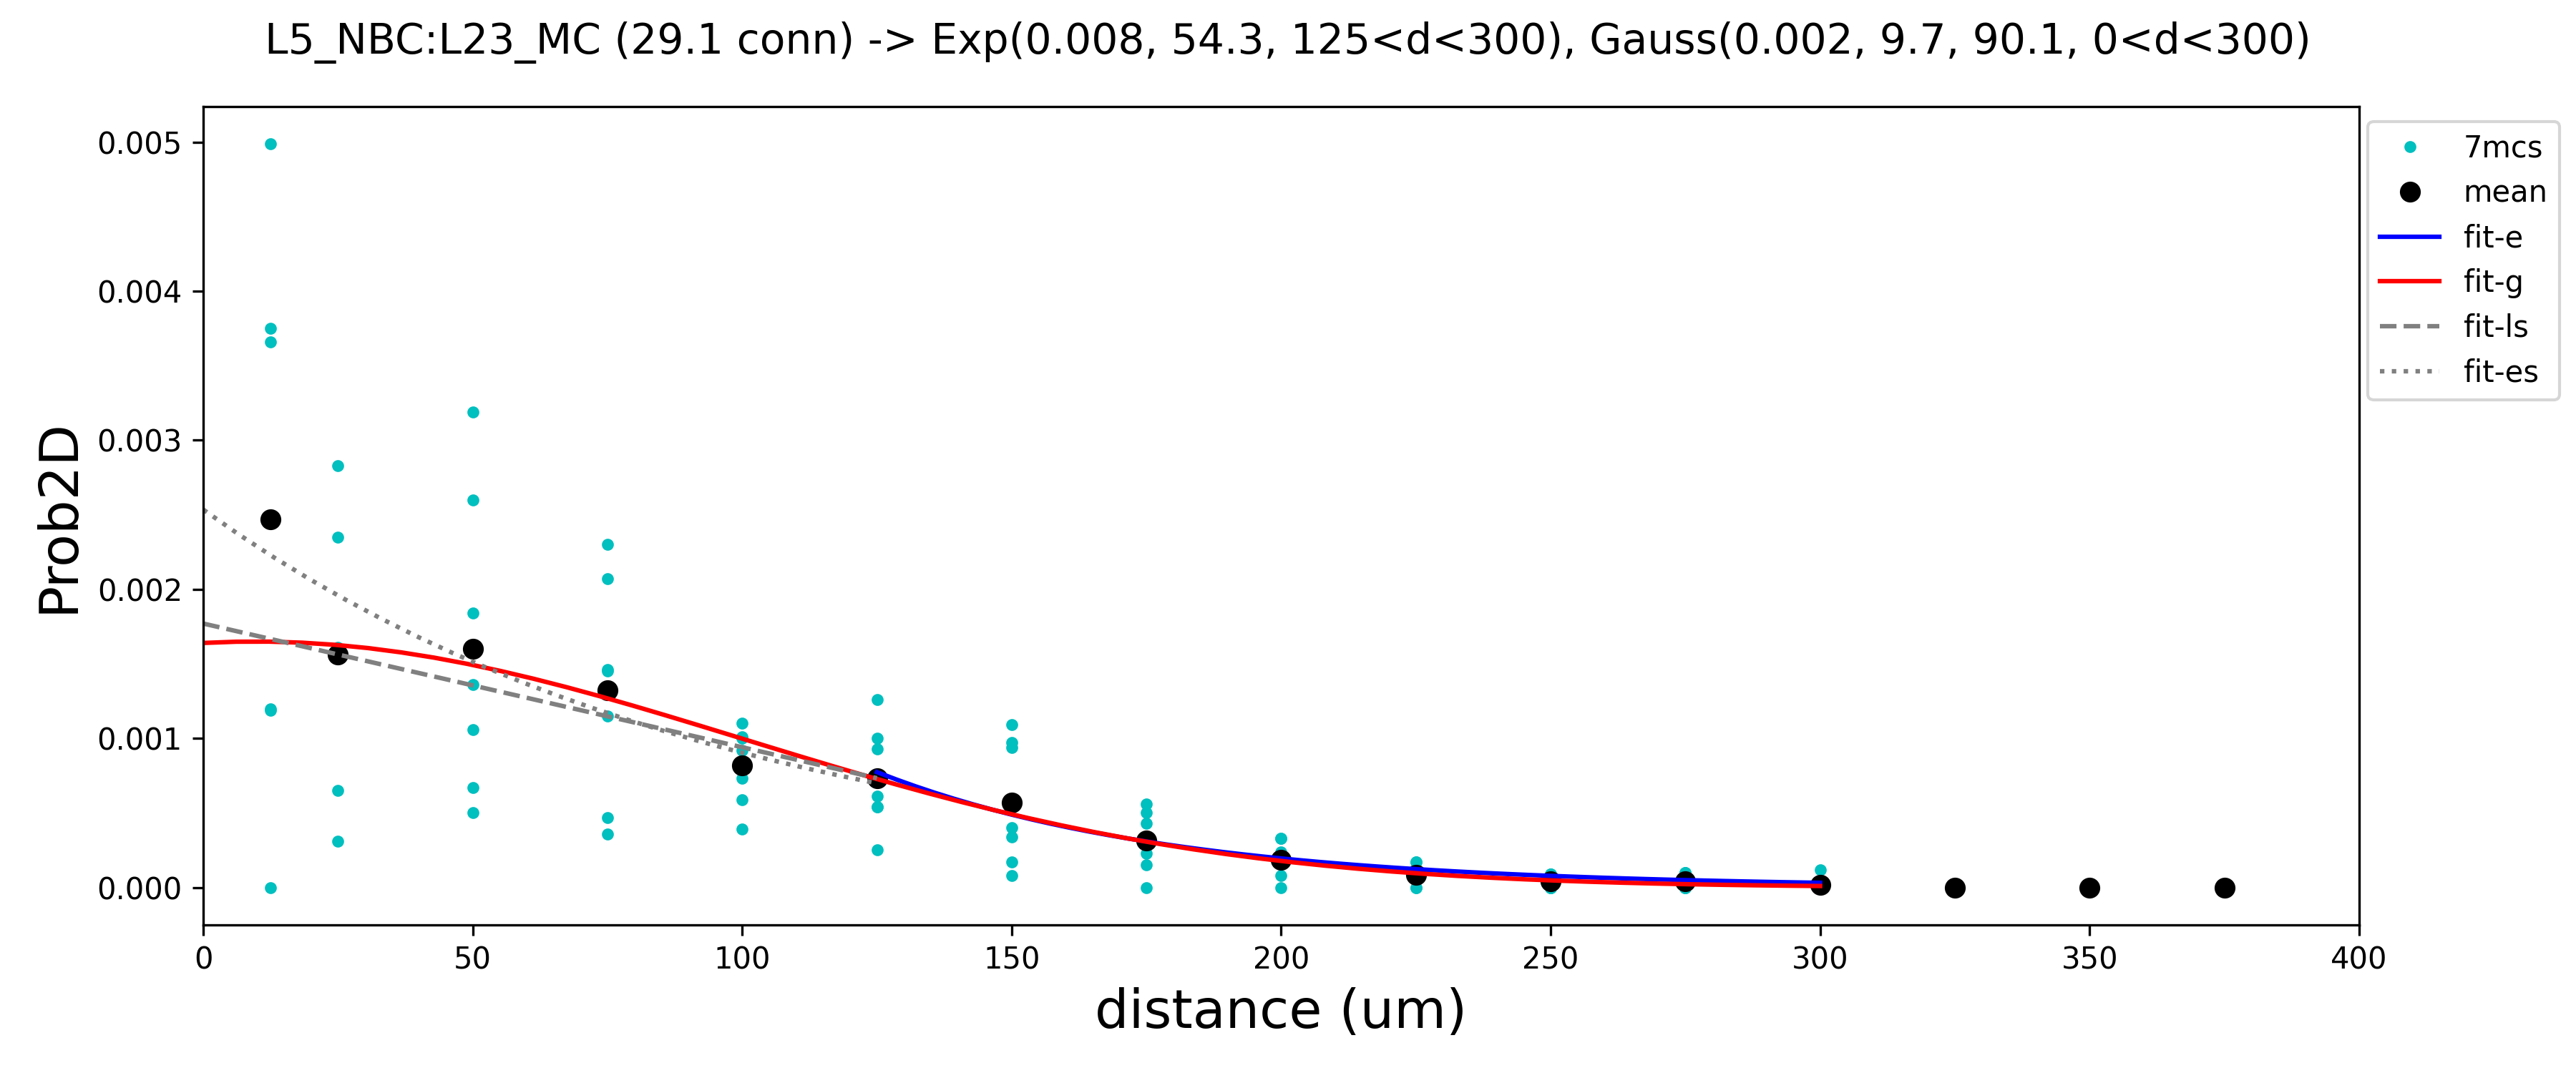 L5_NBC:L23_MC (29.1 conn) -> Exp(0.008, 54.3, 125<d<300), Gauss(0.002, 9.7, 90.1, 0<d<300)
0.005
0.004
0.003
0.002
0.001
0.000
Prob2D
0 50 100 150 200 250 300 350 400
distance (um)
7mcs
mean
fit-e
fit-g
fit-ls
fit-es